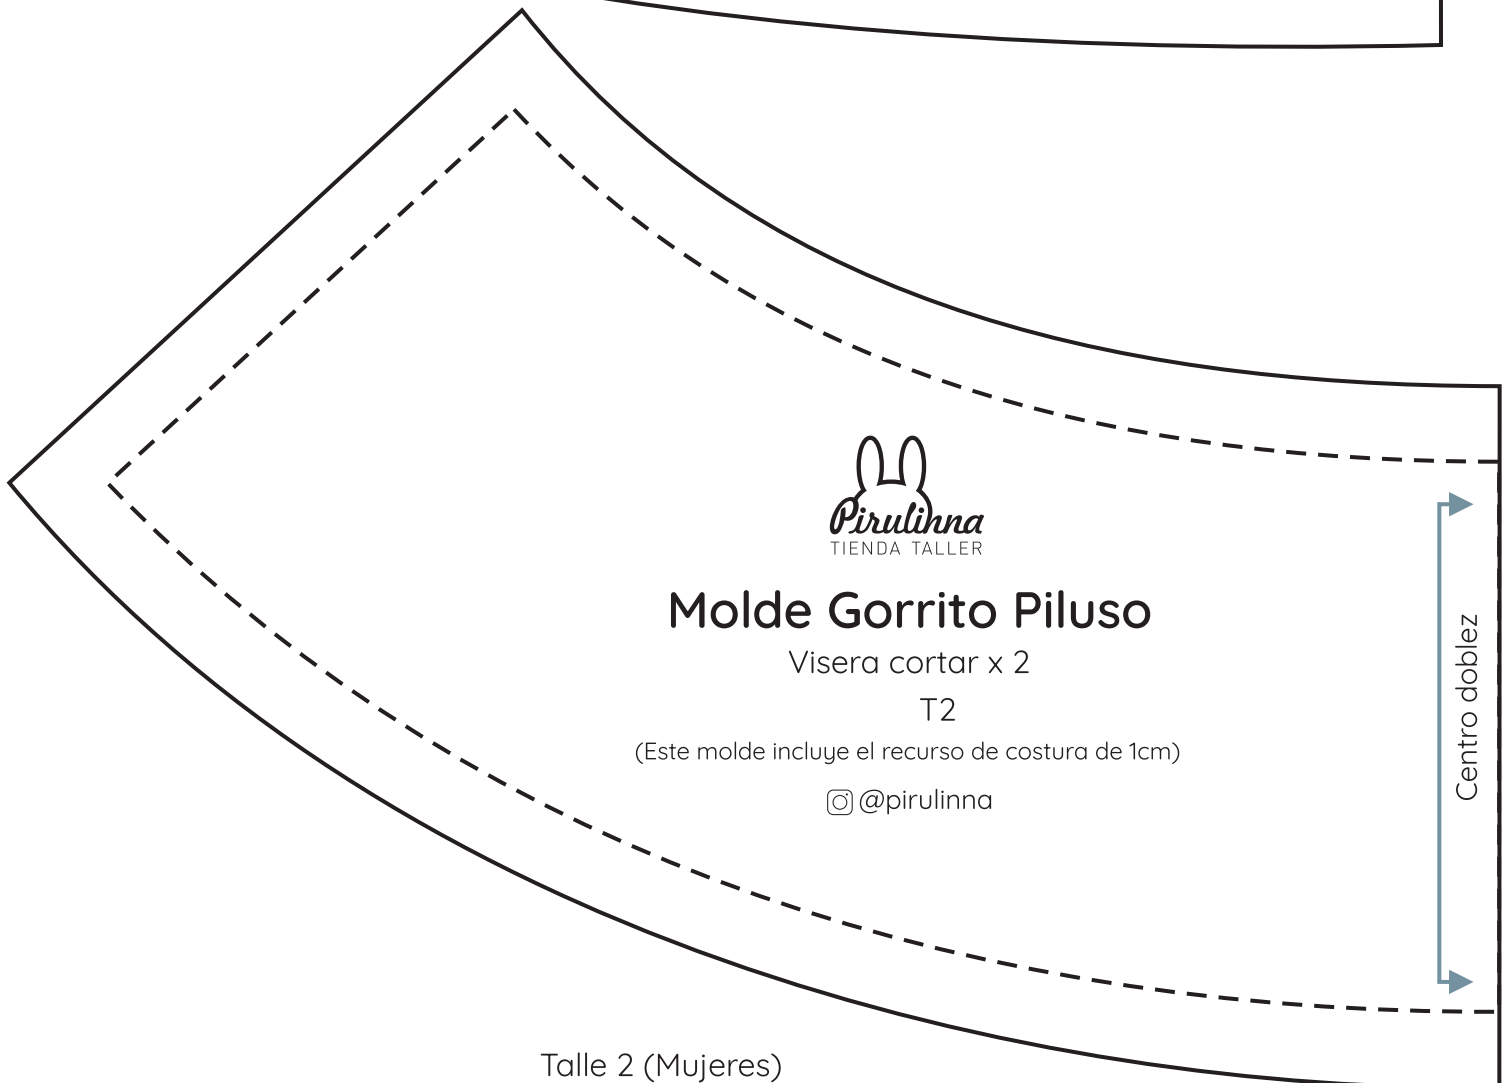 Pirulinna
TIENDA TALLER
Molde Gorrito Piluso
Visera cortar x 2
T2
(Este molde incluye el recurso de costura de 1cm)
@pirulinna
Centro doblez
Talle 2 (Mujeres)